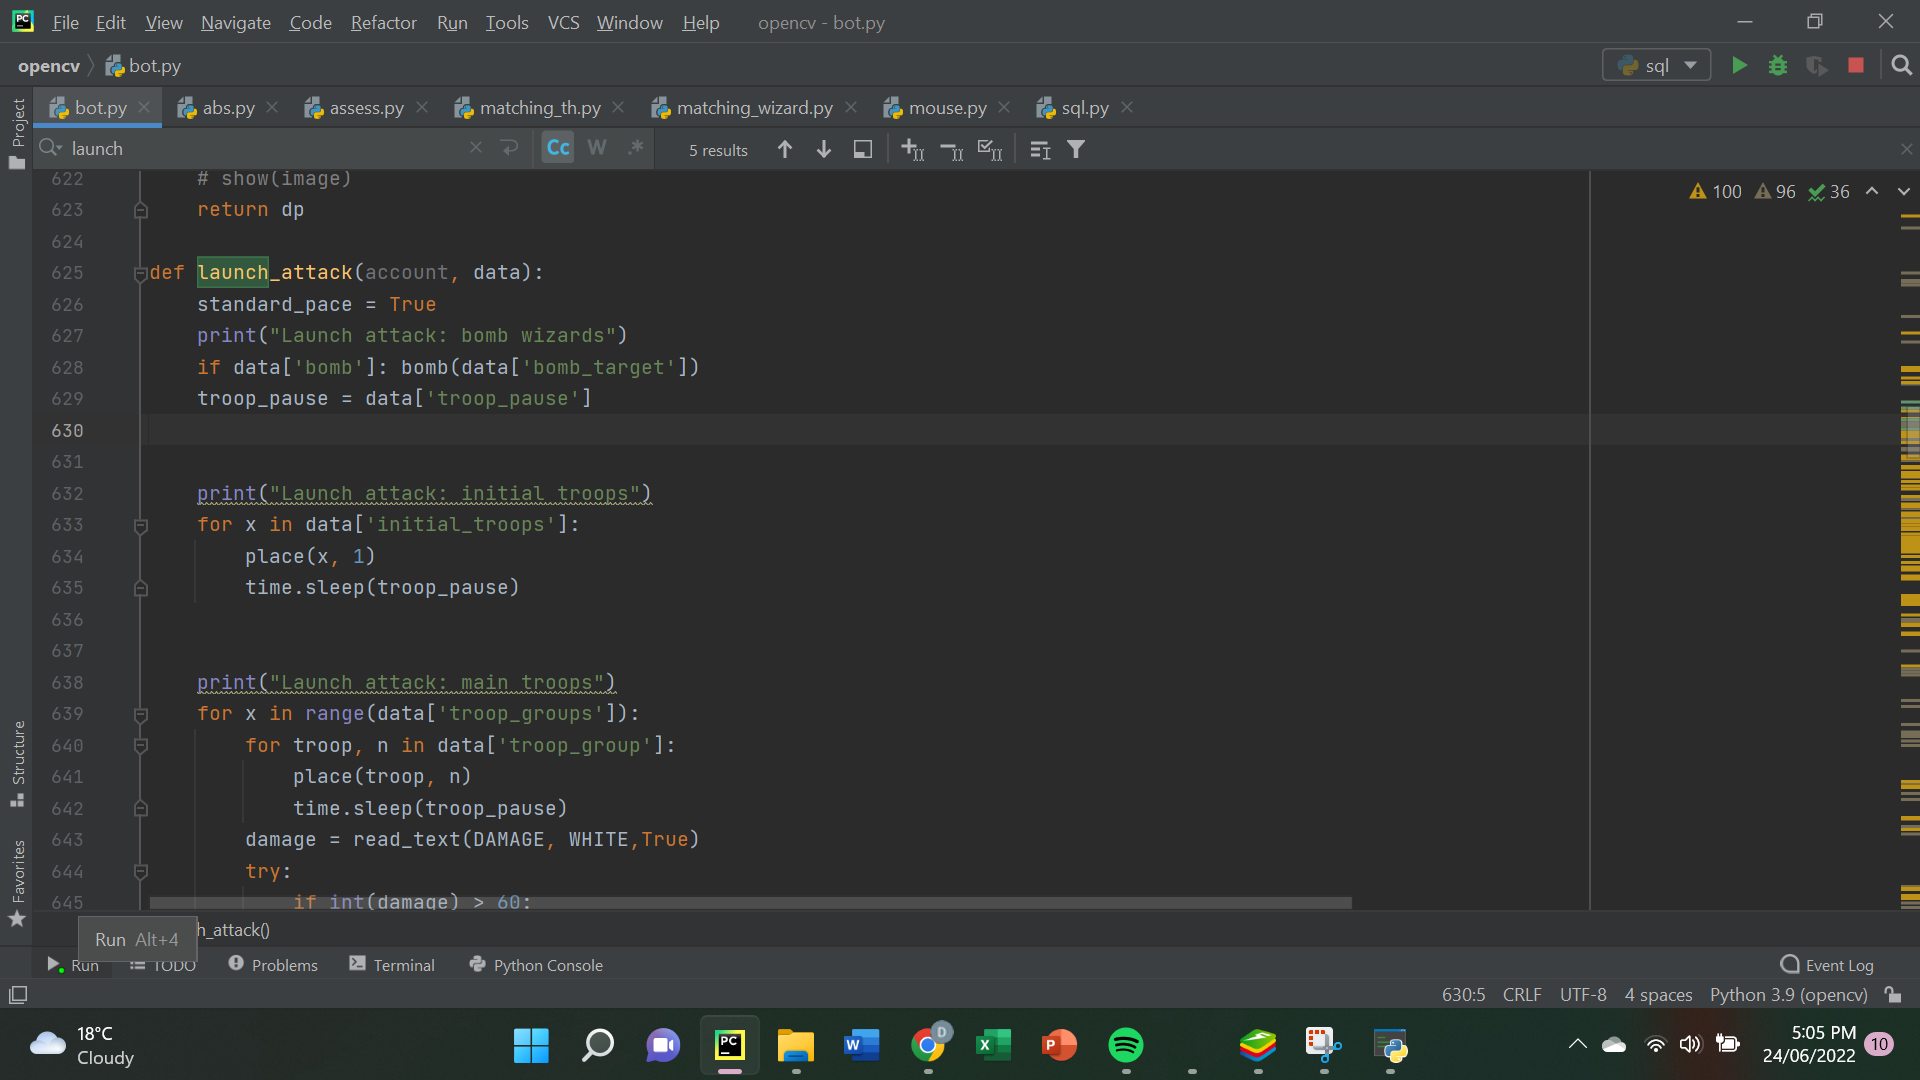 File Edit View Navigate Code Refactor Run Tools VCS Window Help opencv - bot.py
opencv bot.py sql
bot.py abs.py assess.py matching_th.py matching_wizard.py mouse.py sql.py
launch Cc W .* 5 results
100 96 36
622 # show(image)
623 return dp
624
625 def launch_attack(account, data):
626 standard_pace = True
627 print("Launch attack: bomb wizards")
628 if data['bomb']: bomb(data['bomb_target'])
629 troop_pause = data['troop_pause']
630
631
632 print("Launch attack: initial troops")
633 for x in data['initial_troops']:
634 place(x, 1)
635 time.sleep(troop_pause)
636
637
638 print("Launch attack: main troops")
639 for x in range(data['troop_groups']):
640 for troop, n in data['troop_group']:
641 place(troop, n)
642 time.sleep(troop_pause)
643 damage = read_text(DAMAGE, WHITE,True)
644 try:
645 if int(damage) > 60:
Project
Structure
Favorites
h_attack()
Run Alt+4
Run TODO Problems Terminal Python Console Event Log
630:5 CRLF UTF-8 4 spaces Python 3.9 (opencv)
18°C
Cloudy
PC W D X P
5:05 PM
24/06/2022
10